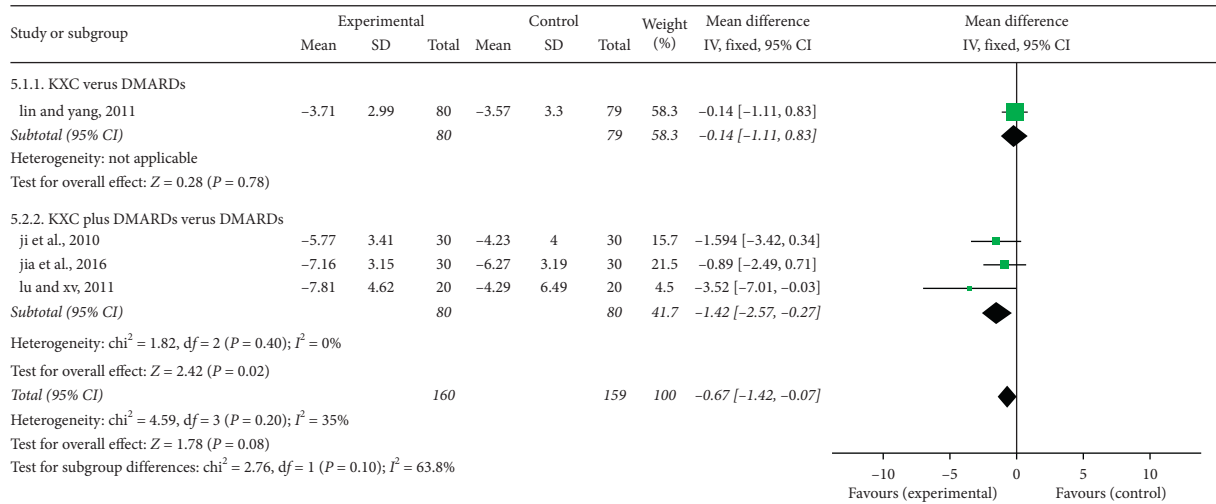 Study or subgroup Experimental Control Weight (%) Mean difference IV, fixed, 95% CI Mean difference IV, fixed, 95% CI
Mean SD Total Mean SD Total
5.1.1. KXC versus DMARDs
lin and yang, 2011 –3.71 2.99 80 –3.57 3.3 79 58.3 –0.14 [–1.11, 0.83]
Subtotal (95% CI) 80 79 58.3 –0.14 [–1.11, 0.83]
Heterogeneity: not applicable
Test for overall effect: Z = 0.28 (P = 0.78)
5.2.2. KXC plus DMARDs versus DMARDs
ji et al., 2010 –5.77 3.41 30 –4.23 4 30 15.7 –1.594 [–3.42, 0.34]
jia et al., 2016 –7.16 3.15 30 –6.27 3.19 30 21.5 –0.89 [–2.49, 0.71]
lu and xv, 2011 –7.81 4.62 20 –4.29 6.49 20 4.5 –3.52 [–7.01, –0.03]
Subtotal (95% CI) 80 80 41.7 –1.42 [–2.57, –0.27]
Heterogeneity: chi² = 1.82, df = 2 (P = 0.40); I² = 0%
Test for overall effect: Z = 2.42 (P = 0.02)
Total (95% CI) 160 159 100 –0.67 [–1.42, –0.07]
Heterogeneity: chi² = 4.59, df = 3 (P = 0.20); I² = 35%
Test for overall effect: Z = 1.78 (P = 0.08)
Test for subgroup differences: chi² = 2.76, df = 1 (P = 0.10); I² = 63.8%
–10 –5 0 5 10
Favours (experimental) Favours (control)